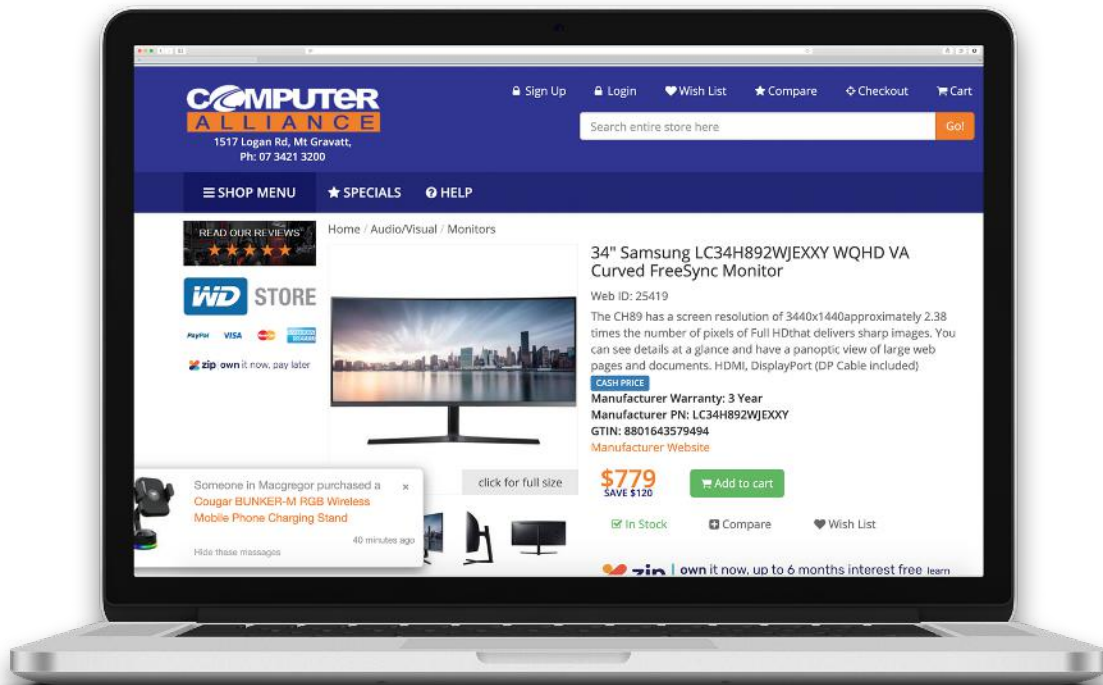 COMPUTER
ALLIANCE
1517 Logan Rd, Mt Gravatt,
Ph: 07 3421 3200
Sign Up
Login
Wish List
Compare
Checkout
Cart
Search entire store here
Go!
SHOP MENU
SPECIALS
HELP
READ OUR REVIEWS
WD STORE
PayPal VISA
zip own it now, pay later
Home / Audio/Visual / Monitors
click for full size
34" Samsung LC34H892WJEXXY WQHD VA
Curved FreeSync Monitor
Web ID: 25419
The CH89 has a screen resolution of 3440x1440approximately 2.38
times the number of pixels of Full HDthat delivers sharp images. You
can see details at a glance and have a panoptic view of large web
pages and documents. HDMI, DisplayPort (DP Cable included)
CASH PRICE
Manufacturer Warranty: 3 Year
Manufacturer PN: LC34H892WJEXXY
GTIN: 8801643579494
Manufacturer Website
$779
SAVE $120
Add to cart
In Stock
Compare
Wish List
zip own it now, up to 6 months interest free learn
Someone in Macgregor purchased a
Cougar BUNKER-M RGB Wireless
Mobile Phone Charging Stand
40 minutes ago
Hide these massages